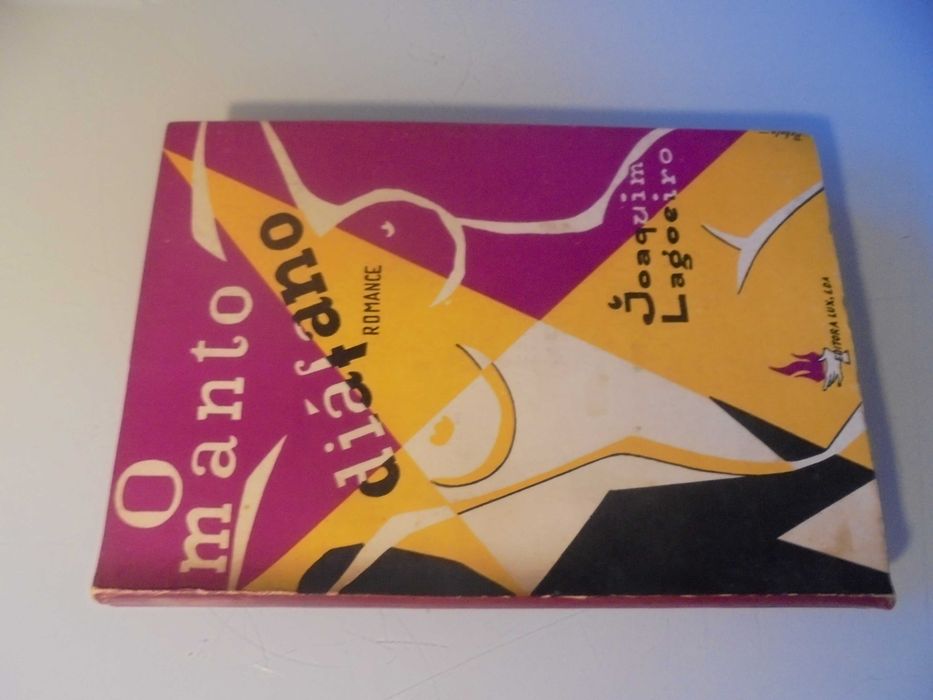 O
manto
diáfano
ROMANCE
Joaquim
Lagoeiro
EDITORA LUX, LDA